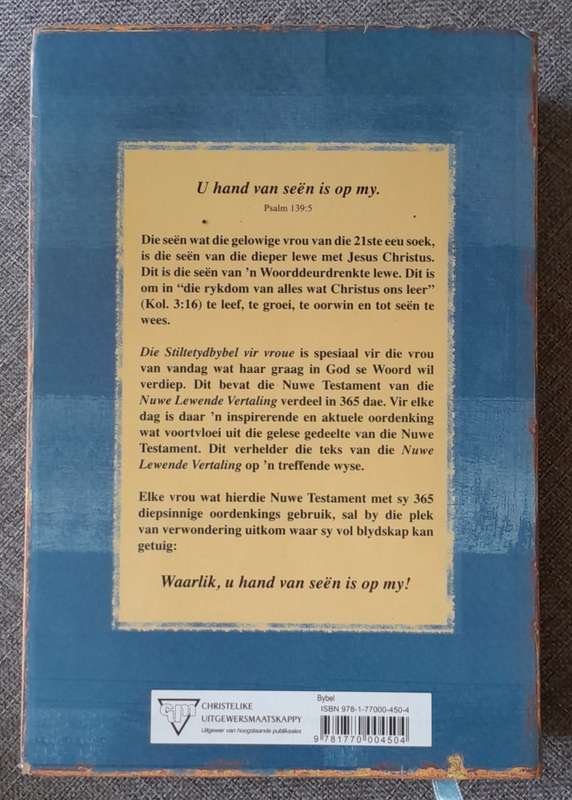 U hand van seën is op my.
Psalm 139:5
Die seën wat die gelowige vrou van die 21ste eeu soek,
is die seën van die dieper lewe met Jesus Christus.
Dit is die seën van ’n Woorddeurdrenkte lewe. Dit is
om in “die rykdom van alles wat Christus ons leer”
(Kol. 3:16) te leef, te groei, te oorwin en tot seën te
wees.
Die Stiltetydbybel vir vroue is spesiaal vir die vrou
van vandag wat haar graag in God se Woord wil
verdiep. Dit bevat die Nuwe Testament van die
Nuwe Lewende Vertaling verdeel in 365 dae. Vir elke
dag is daar ’n inspirerende en aktuele oordenking
wat voortvloei uit die gelese gedeelte van die Nuwe
Testament. Dit verhelder die teks van die Nuwe
Lewende Vertaling op ’n treffende wyse.
Elke vrou wat hierdie Nuwe Testament met sy 365
diepsinnige oordenkings gebruik, sal by die plek
van verwondering uitkom waar sy vol blydskap kan
getuig:
Waarlik, u hand van seën is op my!
cum
CHRISTELIKE
UITGEWERSMAATSKAPPY
Uitgewer van hoogstaande publikasies
Bybel
ISBN 978-1-77000-450-4
9 781770 004504